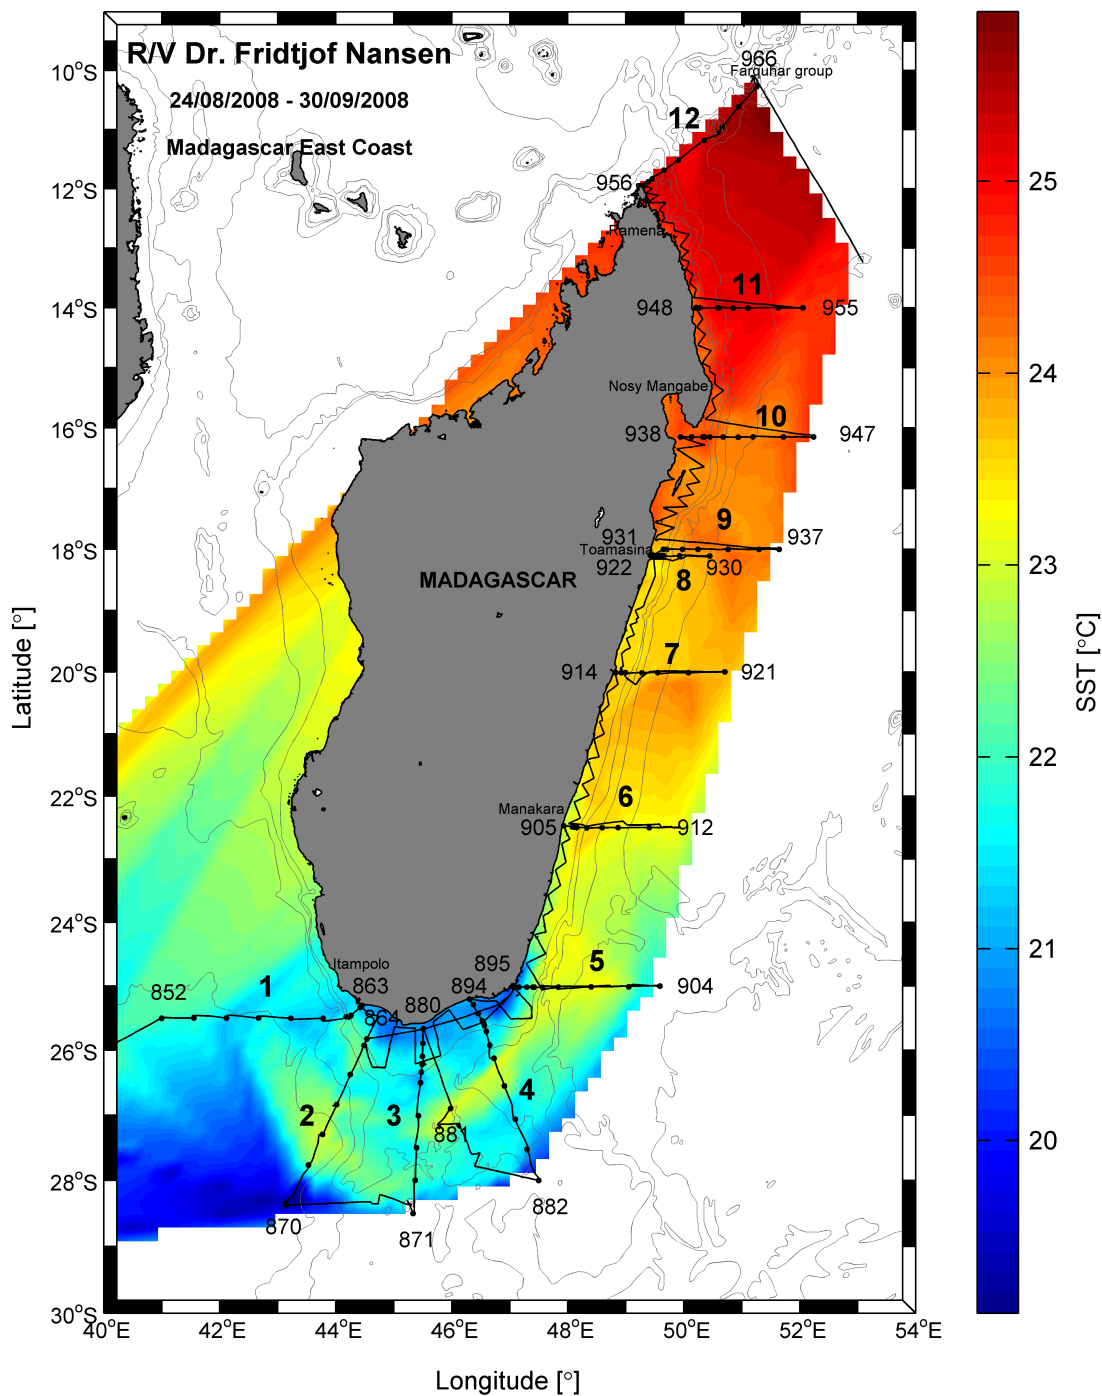 R/V Dr. Fridtjof Nansen
24/08/2008 - 30/09/2008
Madagascar East Coast
966
Farquhar group
12
956
Ramena
11
948
955
Nosy Mangabe
10
938
947
9
931
937
Toamasina
922
930
8
MADAGASCAR
7
914
921
6
Manakara
905
912
5
895
Itampolo
894
904
1
863
852
880
864
4
2
3
881
882
870
871
10°S
12°S
14°S
16°S
18°S
20°S
22°S
24°S
26°S
28°S
30°S
40°E
42°E
44°E
46°E
48°E
50°E
52°E
54°E
Latitude [°]
Longitude [°]
25
24
23
22
21
20
SST [°C]